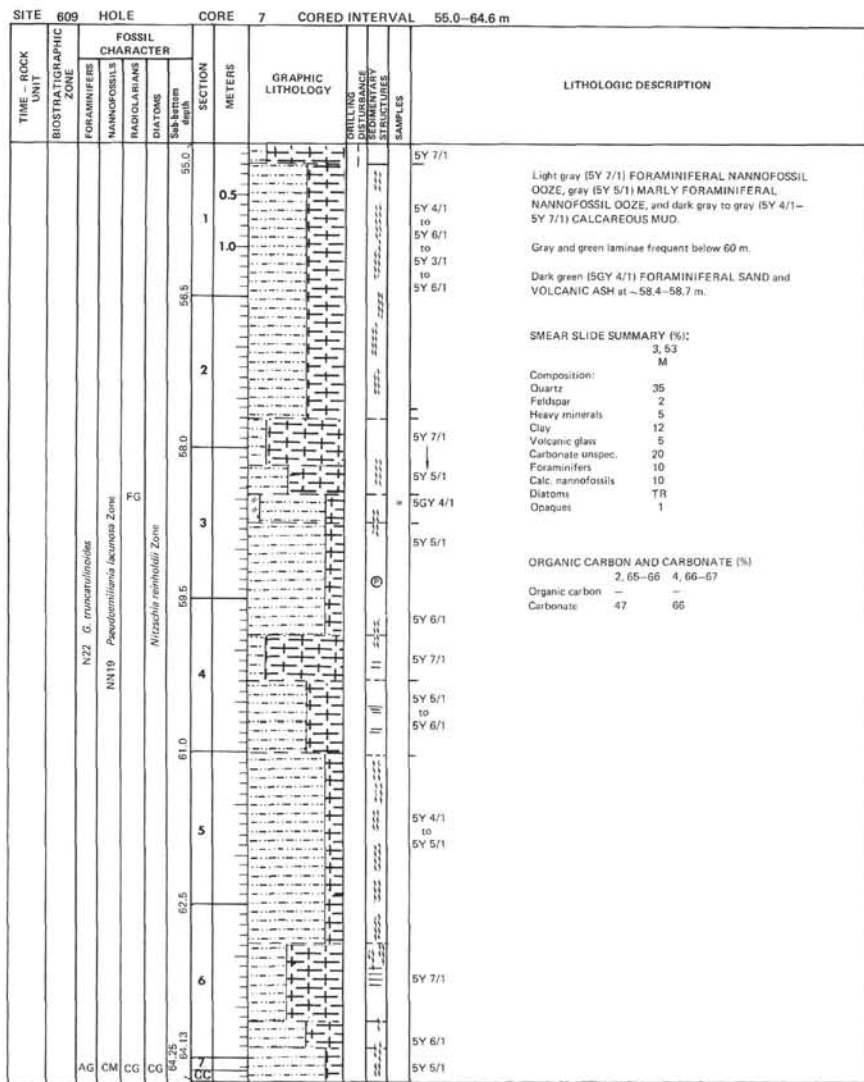 SITE 609 HOLE CORE 7 CORED INTERVAL 55.0–64.6 m
TIME – ROCK UNIT
BIOSTRATIGRAPHIC ZONE
FOSSIL CHARACTER
FORAMINIFERS
NANNOFOSSILS
RADIOLARIANS
DIATOMS
Sub-bottom depth
SECTION
METERS
GRAPHIC LITHOLOGY
DRILLING DISTURBANCE
SEDIMENTARY STRUCTURES
SAMPLES
LITHOLOGIC DESCRIPTION
N22 G. truncatulinoides
NN19 Pseudoemiliania lacunosa Zone
FG
Nitzschia reinholdii Zone
AG CM CG CG
55.0
56.5
58.0
59.5
61.0
62.5
64.13
64.25
1
0.5
1.0
2
3
4
5
6
7
CC
P
5Y 7/1
5Y 4/1
to
5Y 6/1
to
5Y 3/1
to
5Y 6/1
5Y 7/1
5Y 5/1
5GY 4/1
5Y 5/1
5Y 6/1
5Y 7/1
5Y 5/1
to
5Y 6/1
5Y 4/1
to
5Y 5/1
5Y 7/1
5Y 6/1
5Y 5/1
Light gray (5Y 7/1) FORAMINIFERAL NANNOFOSSIL
OOZE, gray (5Y 5/1) MARLY FORAMINIFERAL
NANNOFOSSIL OOZE, and dark gray to gray (5Y 4/1–
5Y 7/1) CALCAREOUS MUD.
Gray and green laminae frequent below 60 m.
Dark green (5GY 4/1) FORAMINIFERAL SAND and
VOLCANIC ASH at ~58.4–58.7 m.
SMEAR SLIDE SUMMARY (%):
3, 53
M
Composition:
Quartz 35
Feldspar 2
Heavy minerals 5
Clay 12
Volcanic glass 5
Carbonate unspec. 20
Foraminifers 10
Calc. nannofossils 10
Diatoms TR
Opaques 1
ORGANIC CARBON AND CARBONATE (%)
2, 65–66 4, 66–67
Organic carbon – –
Carbonate 47 66